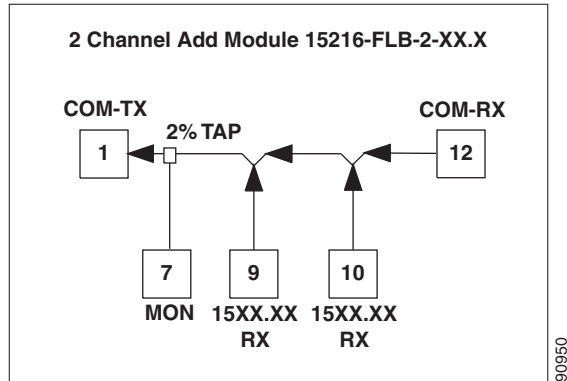 2 Channel Add Module 15216-FLB-2-XX.X
COM-TX
COM-RX
2% TAP
1
12
7
9
10
MON
15XX.XX
RX
15XX.XX
RX
90950